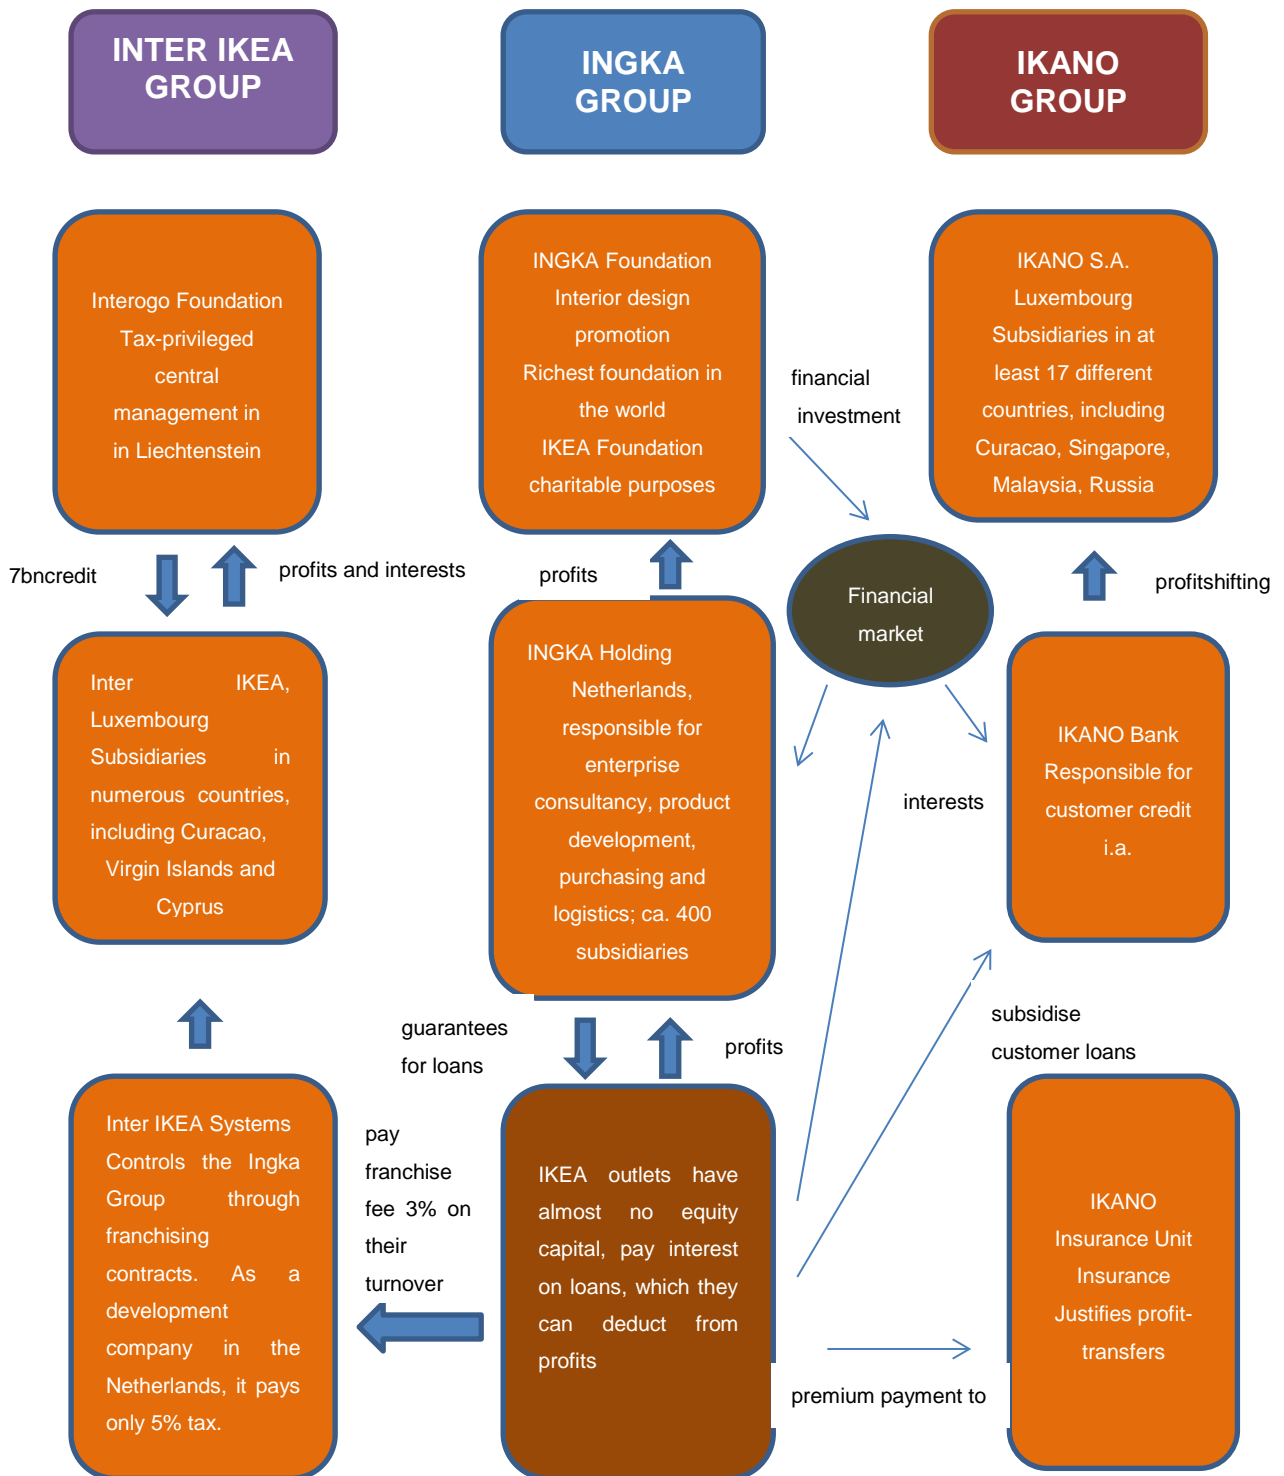 INTER IKEA
GROUP
INGKA
GROUP
IKANO
GROUP
Interogo Foundation
Tax-privileged
central
management in
in Liechtenstein
INGKA Foundation
Interior design
promotion
Richest foundation in
the world
IKEA Foundation
charitable purposes
financial
investment
IKANO S.A.
Luxembourg
Subsidiaries in at
least 17 different
countries, including
Curacao, Singapore,
Malaysia, Russia
7bncredit
profits and interests
profits
Financial
market
profitshifting
Inter IKEA,
Luxembourg
Subsidiaries in
numerous countries,
including Curacao,
Virgin Islands and
Cyprus
INGKA Holding
Netherlands,
responsible for
enterprise
consultancy, product
development,
purchasing and
logistics; ca. 400
subsidiaries
interests
IKANO Bank
Responsible for
customer credit
i.a.
guarantees
for loans
profits
subsidise
customer loans
Inter IKEA Systems
Controls the Ingka
Group through
franchising
contracts. As a
development
company in the
Netherlands, it pays
only 5% tax.
pay
franchise
fee 3% on
their
turnover
IKEA outlets have
almost no equity
capital, pay interest
on loans, which they
can deduct from
profits
premium payment to
IKANO
Insurance Unit
Insurance
Justifies profit-
transfers